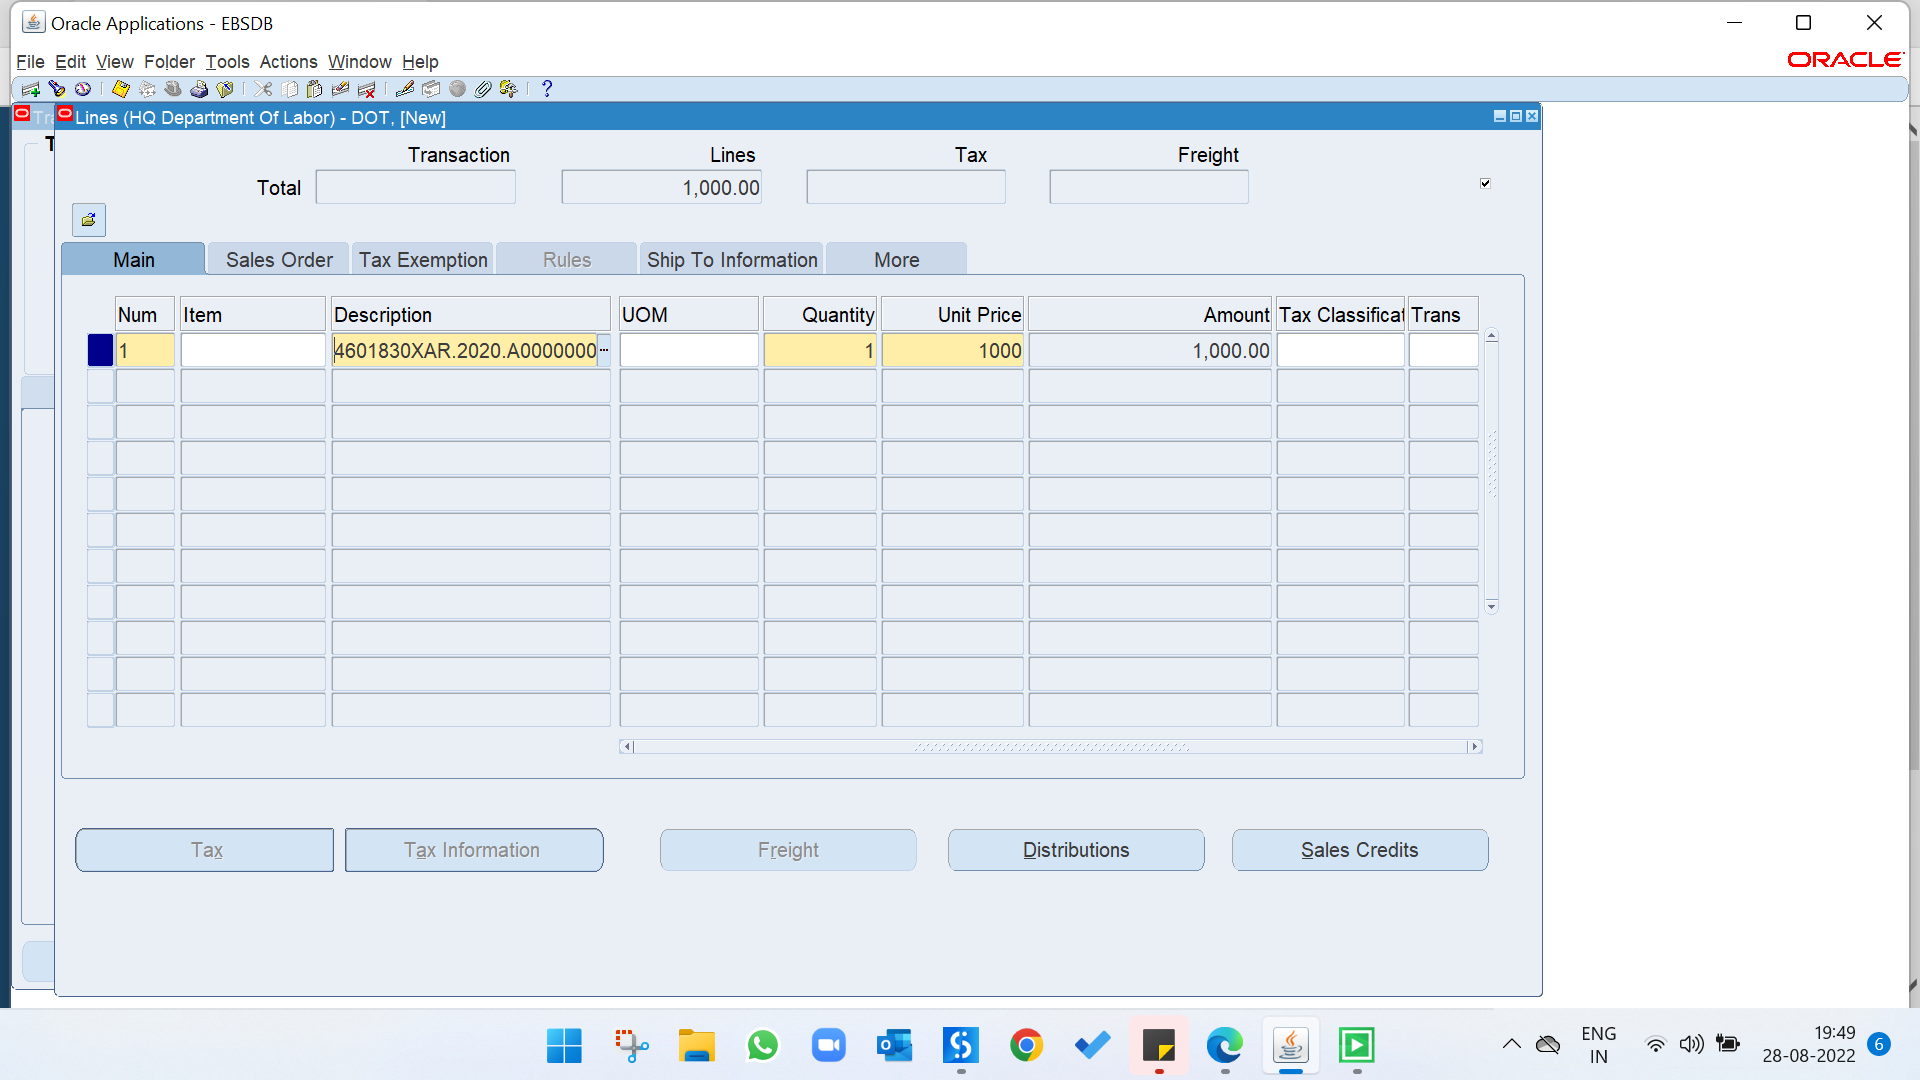 Oracle Applications - EBSDB
File Edit View Folder Tools Actions Window Help
ORACLE
Lines (HQ Department Of Labor) - DOT, [New]
Transaction Lines Tax Freight
Total 1,000.00
Main Sales Order Tax Exemption Rules Ship To Information More
Num Item Description UOM Quantity Unit Price Amount Tax Classificat Trans
1 4601830XAR.2020.A0000000 ... 1 1000 1,000.00
Tax Tax Information Freight Distributions Sales Credits
ENG
IN
19:49
28-08-2022
6